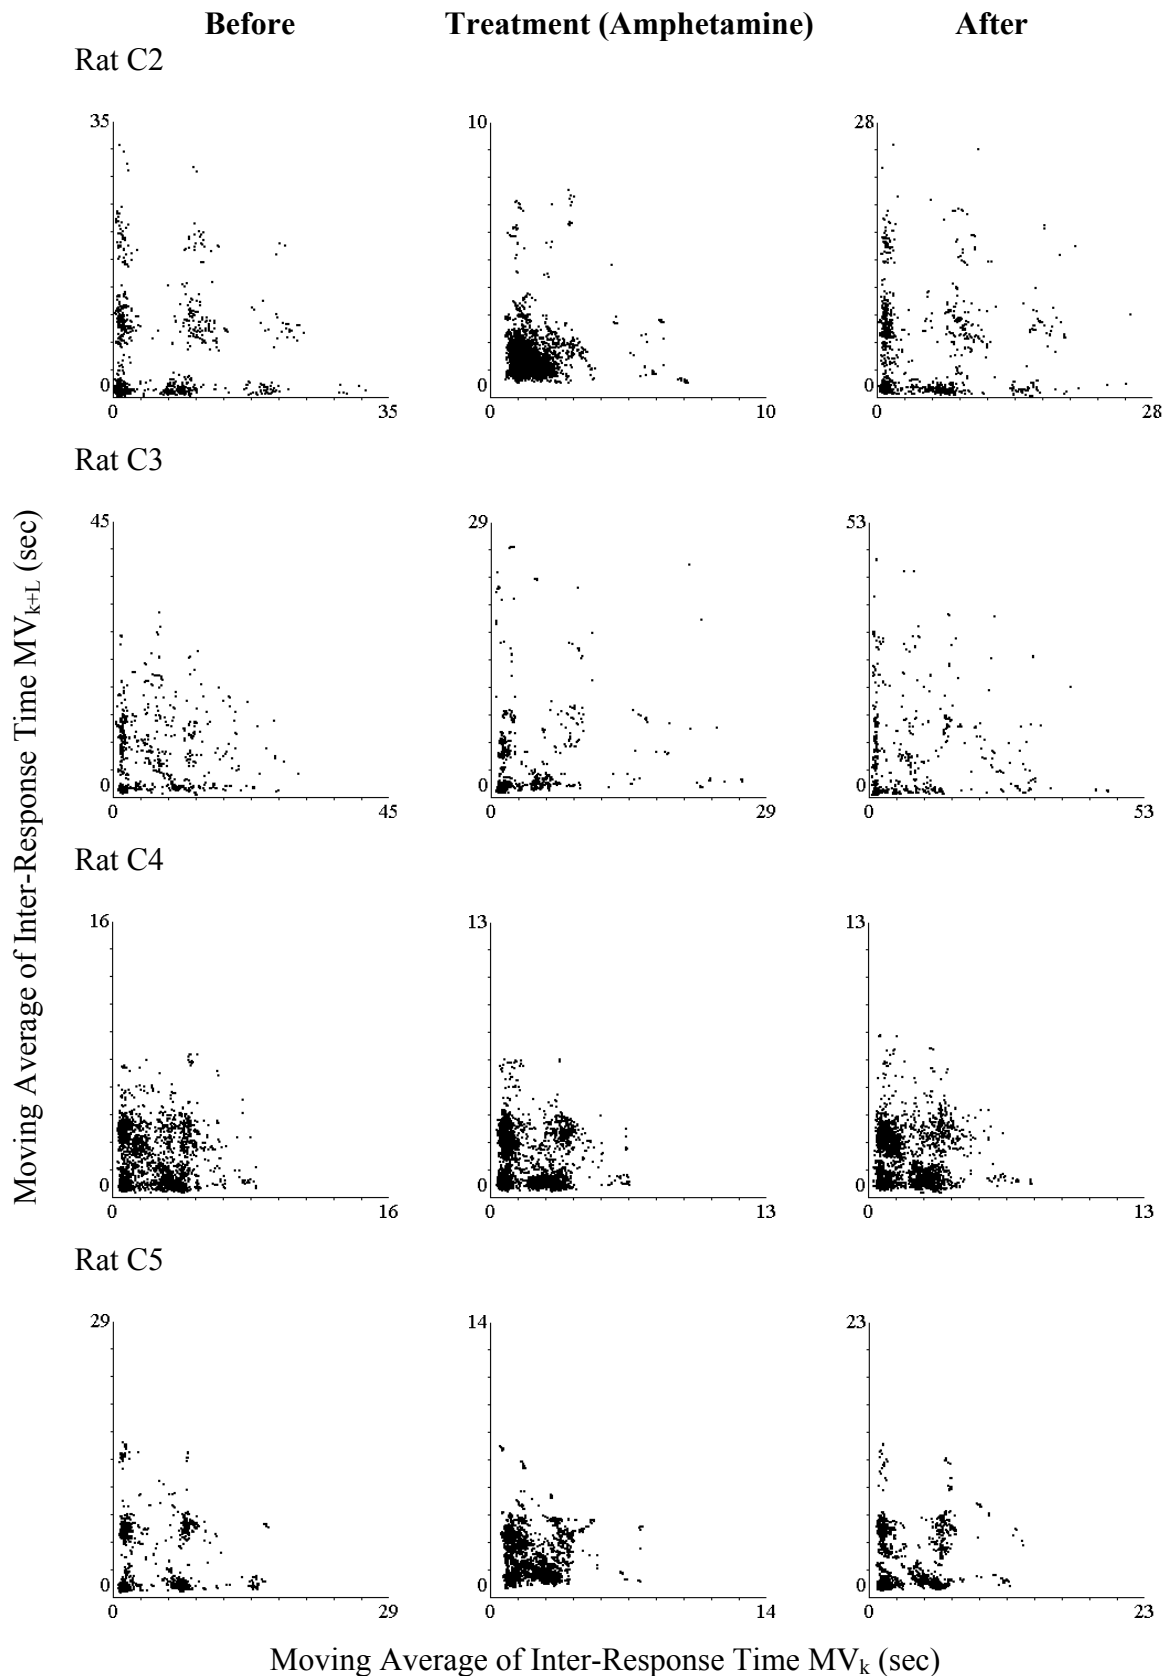 Before Treatment (Amphetamine) After
Rat C2
35 10 28
0 0 0
0 35 0 10 0 28
Rat C3
45 29 53
0 0 0
0 45 0 29 0 53
Rat C4
16 13 13
0 0 0
0 16 0 13 0 13
Rat C5
29 14 23
0 0 0
0 29 0 14 0 23
Moving Average of Inter-Response Time MVk+L (sec)
Moving Average of Inter-Response Time MVk (sec)